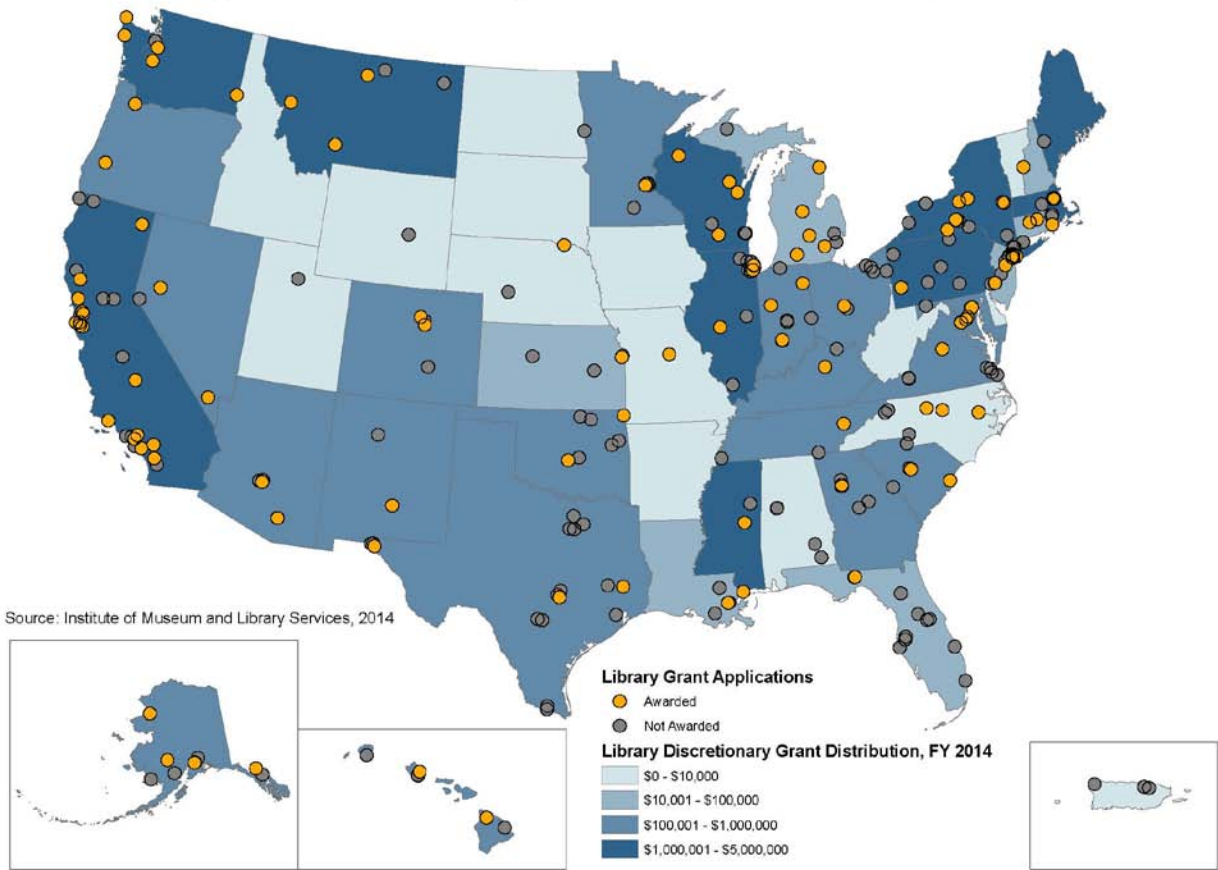 Source: Institute of Museum and Library Services, 2014
Library Grant Applications
Awarded
Not Awarded
Library Discretionary Grant Distribution, FY 2014
$0 - $10,000
$10,001 - $100,000
$100,001 - $1,000,000
$1,000,001 - $5,000,000